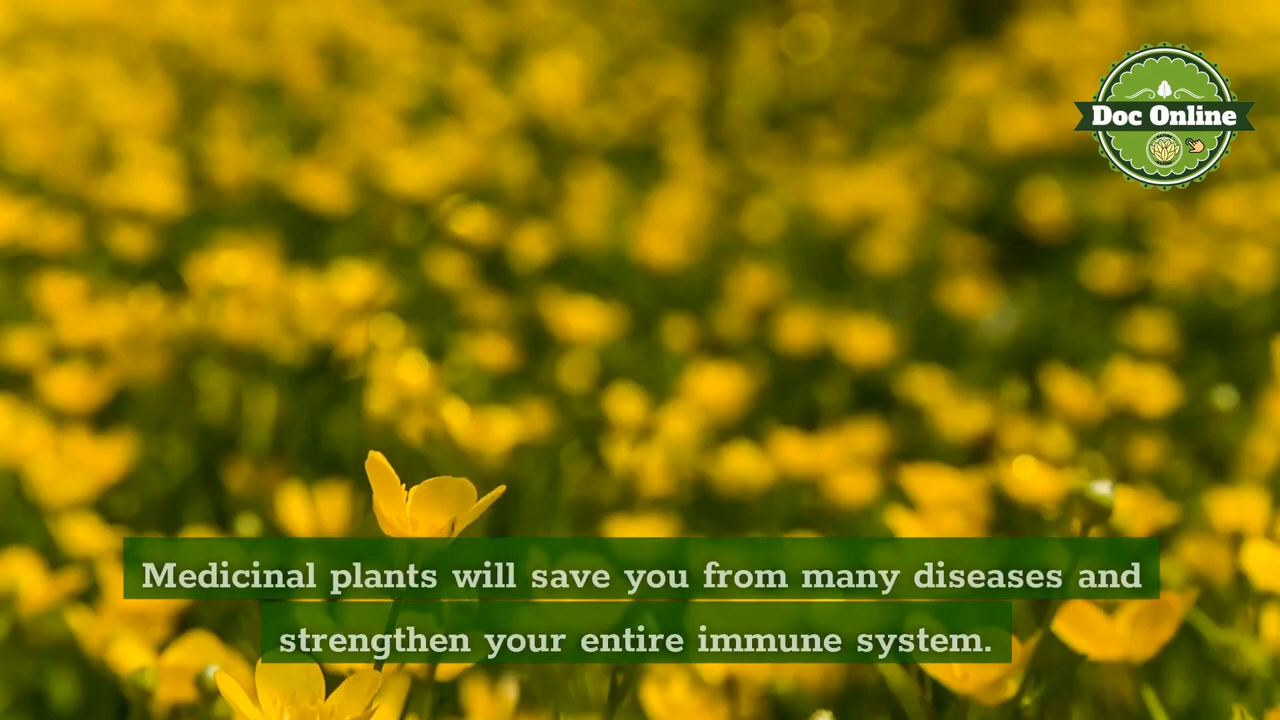 Doc Online
Medicinal plants will save you from many diseases and
strengthen your entire immune system.